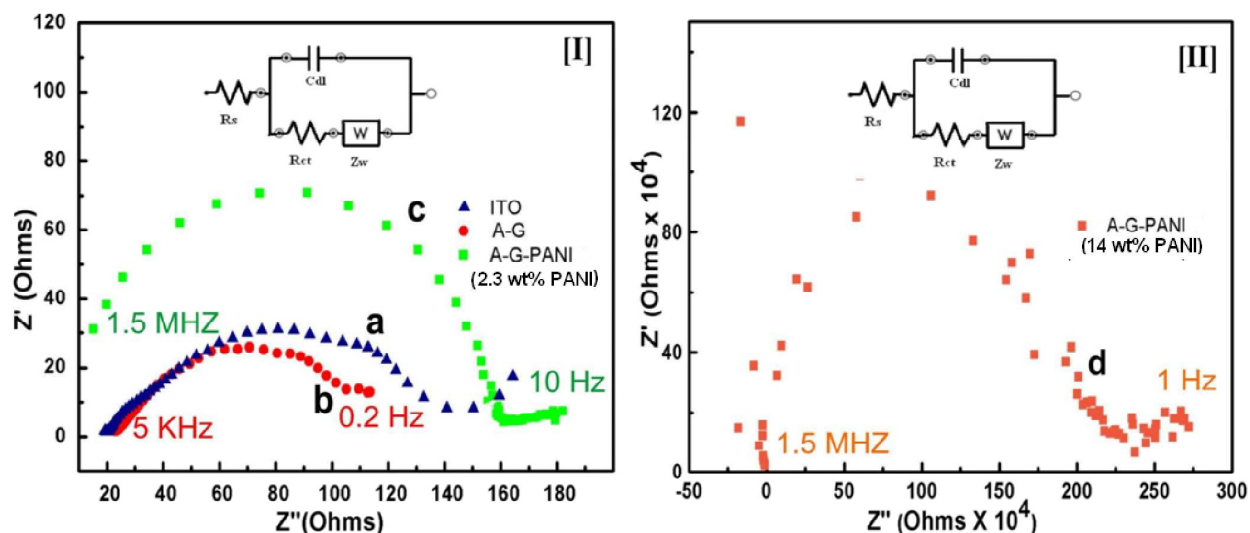 [I]
120
100
80
60
40
20
0
Z' (Ohms)
20 40 60 80 100 120 140 160 180 200
Z"(Ohms)
Cdl
Rs
Rct
W
Zw
c
ITO
A-G
A-G-PANI
(2.3 wt% PANI)
1.5 MHZ
a
b
5 KHz
0.2 Hz
10 Hz
[II]
120
80
40
0
Z' (Ohms x 10⁴)
-50 0 50 100 150 200 250 300
Z" (Ohms X 10⁴)
Cdl
Rs
Rct
W
Zw
A-G-PANI
(14 wt% PANI)
d
1 Hz
1.5 MHZ